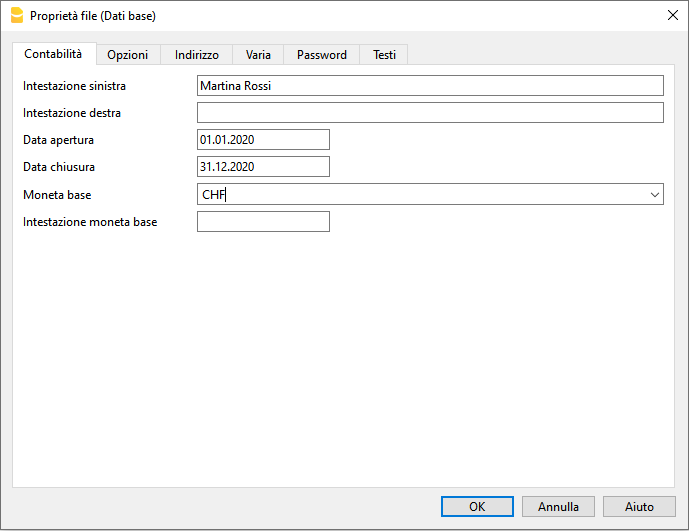 Proprietà file (Dati base)
Contabilità Opzioni Indirizzo Varia Password Testi
Intestazione sinistra Martina Rossi
Intestazione destra
Data apertura 01.01.2020
Data chiusura 31.12.2020
Moneta base CHF
Intestazione moneta base
OK Annulla Aiuto